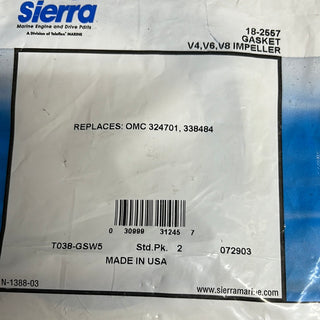 Sierra
Marine Engine and Drive Parts
A Division of Teleflex MARINE
18-2557
GASKET
V4,V6,V8 IMPELLER
REPLACES: OMC 324701, 338484
0 30999 31245 7
T03B-GSW5 Std.Pk. 2 072903
MADE IN USA
N-1388-03
www.sierramarine.com